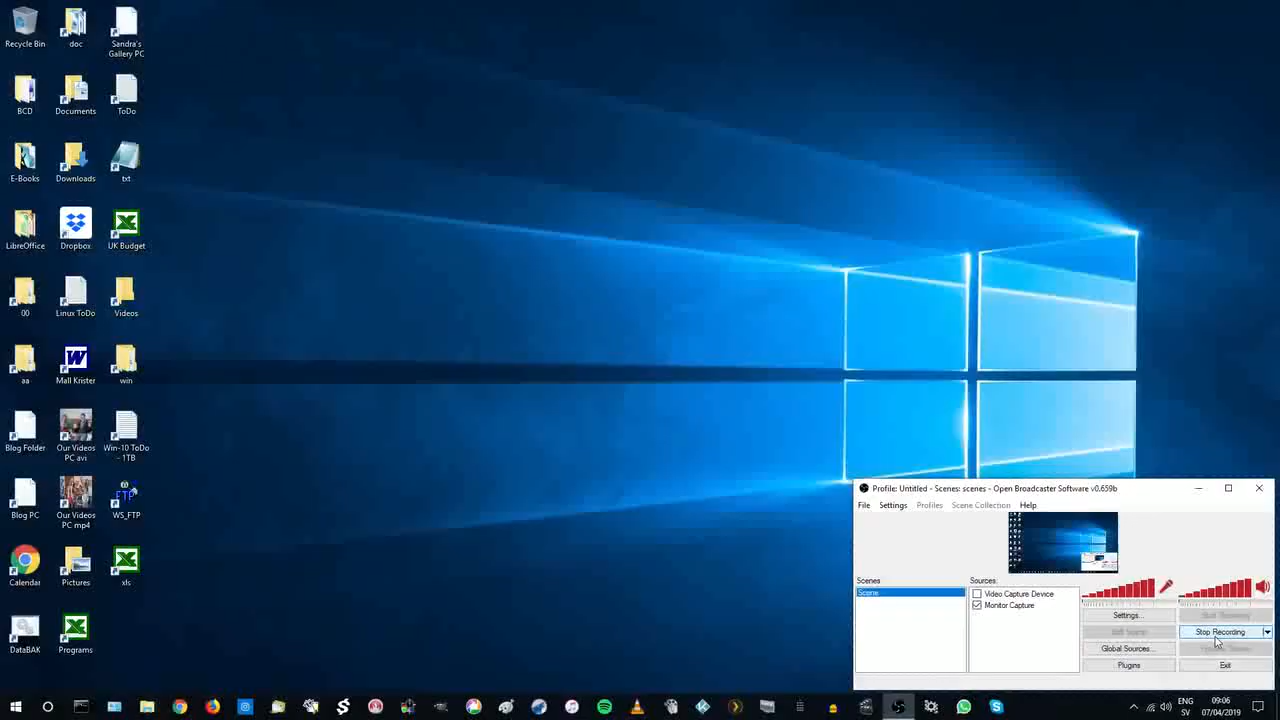 Recycle Bin
doc
Sandra's
Gallery PC
BCD
Documents
ToDo
E-Books
Downloads
txt
LibreOffice
Dropbox
UK Budget
00
Linux ToDo
Videos
aa
Mall Krister
win
Blog Folder
Our Videos
PC avi
Win-10 ToDo
- 1TB
Blog PC
Our Videos
PC mp4
FTP
WS_FTP
Calendar
Pictures
xls
DataBAK
Programs
Profile: Untitled - Scenes: scenes - Open Broadcaster Software v0.659b
File Settings Profiles Scene Collection Help
Scenes
Scene
Sources:
Video Capture Device
Monitor Capture
Settings...
Stop Recording
Global Sources...
Plugins
Exit
ENG
SV
09:06
07/04/2019